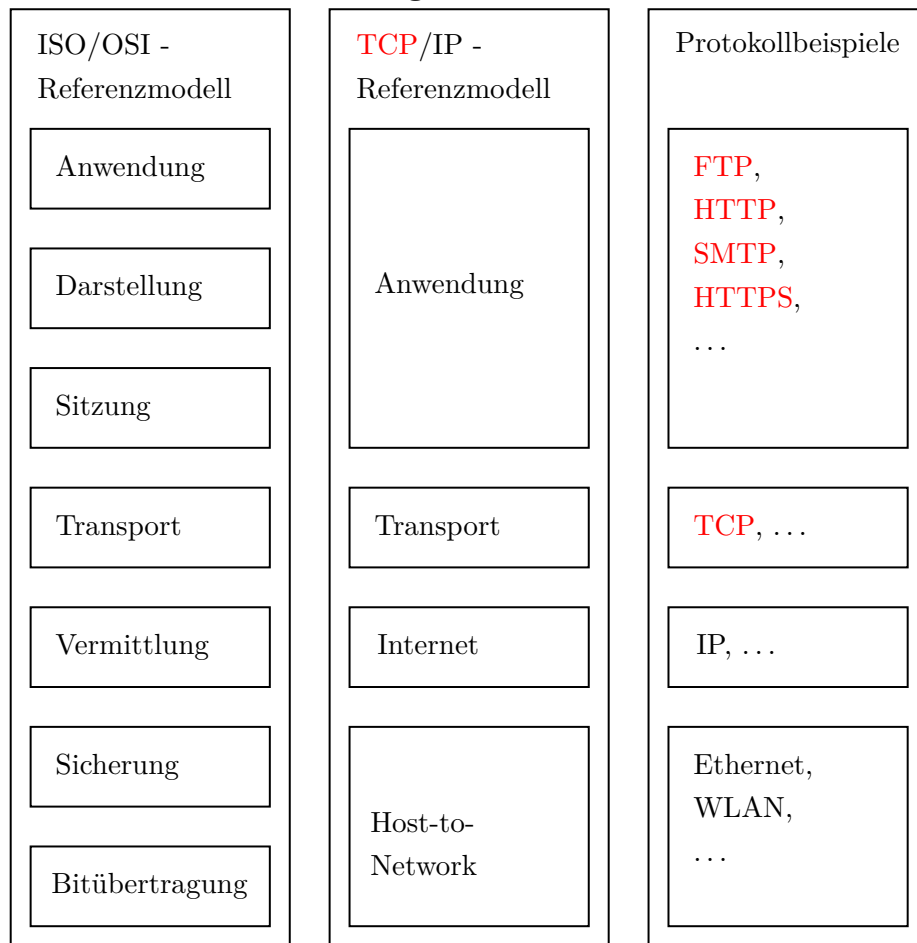 ISO/OSI -
Referenzmodell
Anwendung
Darstellung
Sitzung
Transport
Vermittlung
Sicherung
Bitübertragung
TCP/IP -
Referenzmodell
Anwendung
Transport
Internet
Host-to-
Network
Protokollbeispiele
FTP,
HTTP,
SMTP,
HTTPS,
...
TCP, ...
IP, ...
Ethernet,
WLAN,
...